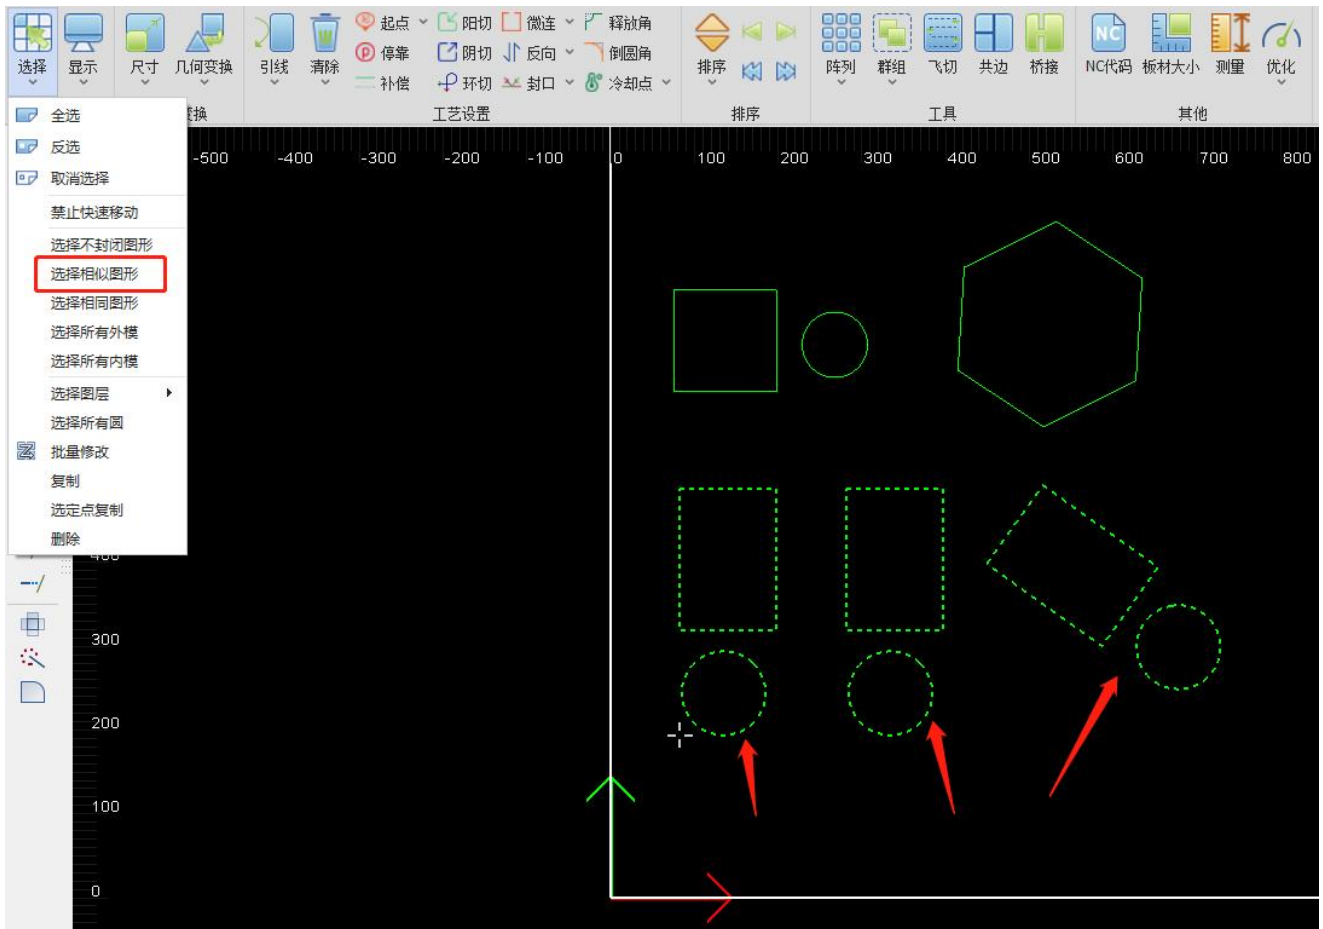 起点 阳切 微连 释放角
停靠 阴切 反向 倒圆角
选择 显示 尺寸 几何变换 引线 清除 排序 阵列 群组 飞切 共边 桥接 NC NC代码 板材大小 测量 优化
补偿 环切 封口 冷却点
换 工艺设置 排序 工具 其他
全选
反选
取消选择
禁止快速移动
选择不封闭图形
选择相似图形
选择相同图形
选择所有外模
选择所有内模
选择图层
选择所有圆
批量修改
复制
选定点复制
删除
-500 -400 -300 -200 -100 0 100 200 300 400 500 600 700 800
400
300
200
100
0